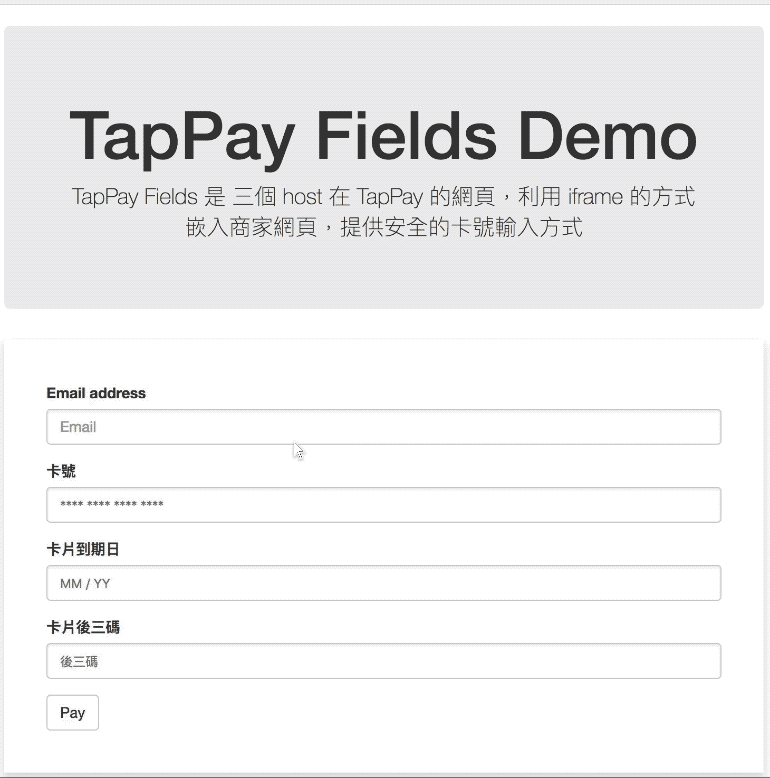 TapPay Fields Demo
TapPay Fields 是 三個 host 在 TapPay 的網頁，利用 iframe 的方式
嵌入商家網頁，提供安全的卡號輸入方式
Email address
Email
卡號
**** **** **** ****
卡片到期日
MM / YY
卡片後三碼
後三碼
Pay